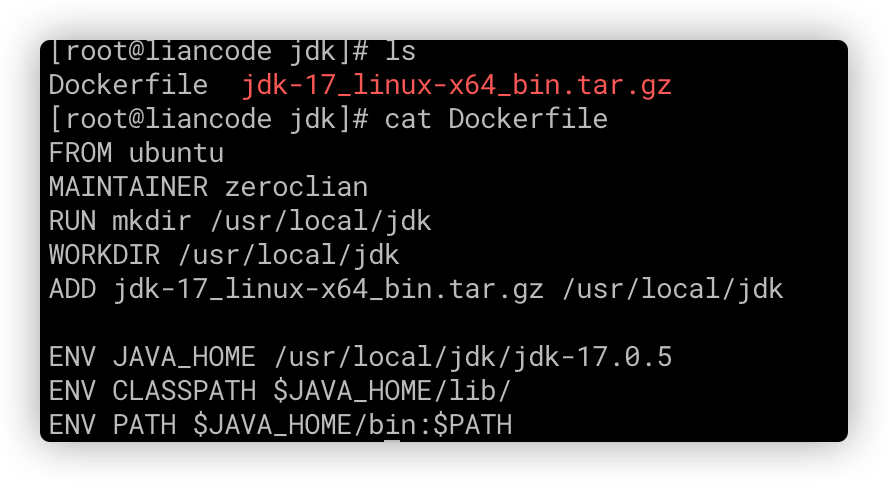 [root@liancode jdk]# ls
Dockerfile  jdk-17_linux-x64_bin.tar.gz
[root@liancode jdk]# cat Dockerfile
FROM ubuntu
MAINTAINER zeroclian
RUN mkdir /usr/local/jdk
WORKDIR /usr/local/jdk
ADD jdk-17_linux-x64_bin.tar.gz /usr/local/jdk
ENV JAVA_HOME /usr/local/jdk/jdk-17.0.5
ENV CLASSPATH $JAVA_HOME/lib/
ENV PATH $JAVA_HOME/bin:$PATH